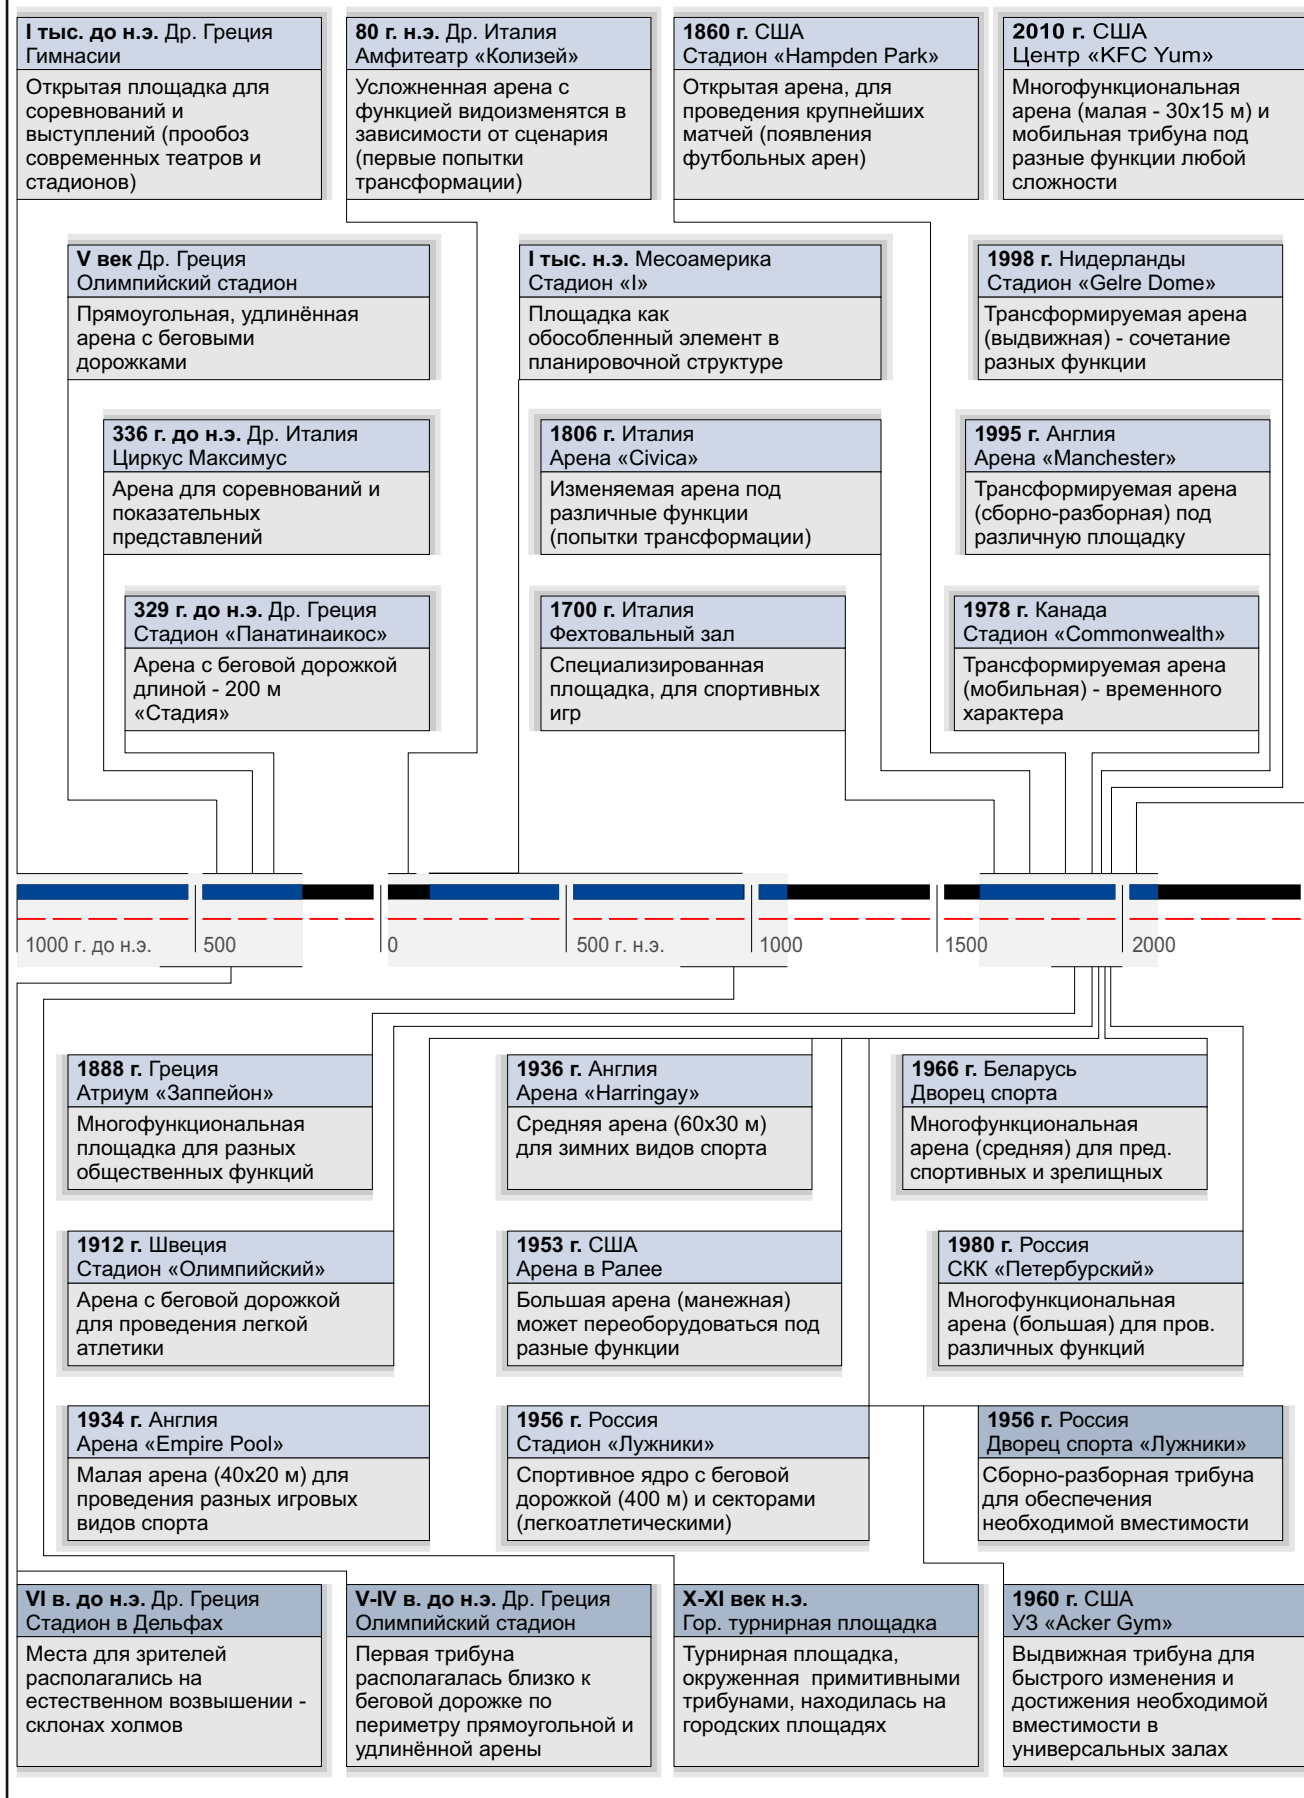 I тыс. до н.э. Др. Греция
Гимнасии
Открытая площадка для
соревнований и
выступлений (прообоз
современных театров и
стадионов)
80 г. н.э. Др. Италия
Амфитеатр «Колизей»
Усложненная арена с
функцией видоизменятся в
зависимости от сценария
(первые попытки
трансформации)
1860 г. США
Стадион «Hampden Park»
Открытая арена, для
проведения крупнейших
матчей (появления
футбольных арен)
2010 г. США
Центр «KFC Yum»
Многофункциональная
арена (малая - 30х15 м) и
мобильная трибуна под
разные функции любой
сложности
V век Др. Греция
Олимпийский стадион
Прямоугольная, удлинённая
арена с беговыми
дорожками
I тыс. н.э. Месоамерика
Стадион «I»
Площадка как
обособленный элемент в
планировочной структуре
1998 г. Нидерланды
Стадион «Gelre Dome»
Трансформируемая арена
(выдвижная) - сочетание
разных функции
336 г. до н.э. Др. Италия
Циркус Максимус
Арена для соревнований и
показательных
представлений
1806 г. Италия
Арена «Civica»
Изменяемая арена под
различные функции
(попытки трансформации)
1995 г. Англия
Арена «Manchester»
Трансформируемая арена
(сборно-разборная) под
различную площадку
329 г. до н.э. Др. Греция
Стадион «Панатинаикос»
Арена с беговой дорожкой
длиной - 200 м
«Стадия»
1700 г. Италия
Фехтовальный зал
Специализированная
площадка, для спортивных
игр
1978 г. Канада
Стадион «Commonwealth»
Трансформируемая арена
(мобильная) - временного
характера
1000 г. до н.э.
500
0
500 г. н.э.
1000
1500
2000
1888 г. Греция
Атриум «Заппейон»
Многофункциональная
площадка для разных
общественных функций
1936 г. Англия
Арена «Harringay»
Средняя арена (60х30 м)
для зимних видов спорта
1966 г. Беларусь
Дворец спорта
Многофункциональная
арена (средняя) для пред.
спортивных и зрелищных
1912 г. Швеция
Стадион «Олимпийский»
Арена с беговой дорожкой
для проведения легкой
атлетики
1953 г. США
Арена в Ралее
Большая арена (манежная)
может переоборудоваться под
разные функции
1980 г. Россия
СКК «Петербурский»
Многофункциональная
арена (большая) для пров.
различных функций
1934 г. Англия
Арена «Empire Pool»
Малая арена (40х20 м) для
проведения разных игровых
видов спорта
1956 г. Россия
Стадион «Лужники»
Спортивное ядро с беговой
дорожкой (400 м) и секторами
(легкоатлетическими)
1956 г. Россия
Дворец спорта «Лужники»
Сборно-разборная трибуна
для обеспечения
необходимой вместимости
VI в. до н.э. Др. Греция
Стадион в Дельфах
Места для зрителей
располагались на
естественном возвышении -
склонах холмов
V-IV в. до н.э. Др. Греция
Олимпийский стадион
Первая трибуна
располагалась близко к
беговой дорожке по
периметру прямоугольной и
удлинённой арены
X-XI век н.э.
Гор. турнирная площадка
Турнирная площадка,
окруженная примитивными
трибунами, находилась на
городских площадях
1960 г. США
УЗ «Acker Gym»
Выдвижная трибуна для
быстрого изменения и
достижения необходимой
вместимости в
универсальных залах